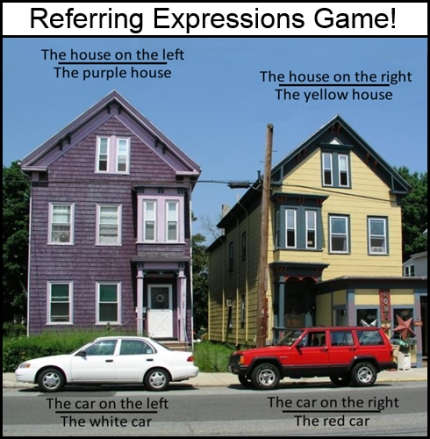 Referring Expressions Game!
The house on the left
The purple house
The house on the right
The yellow house
The car on the left
The white car
The car on the right
The red car